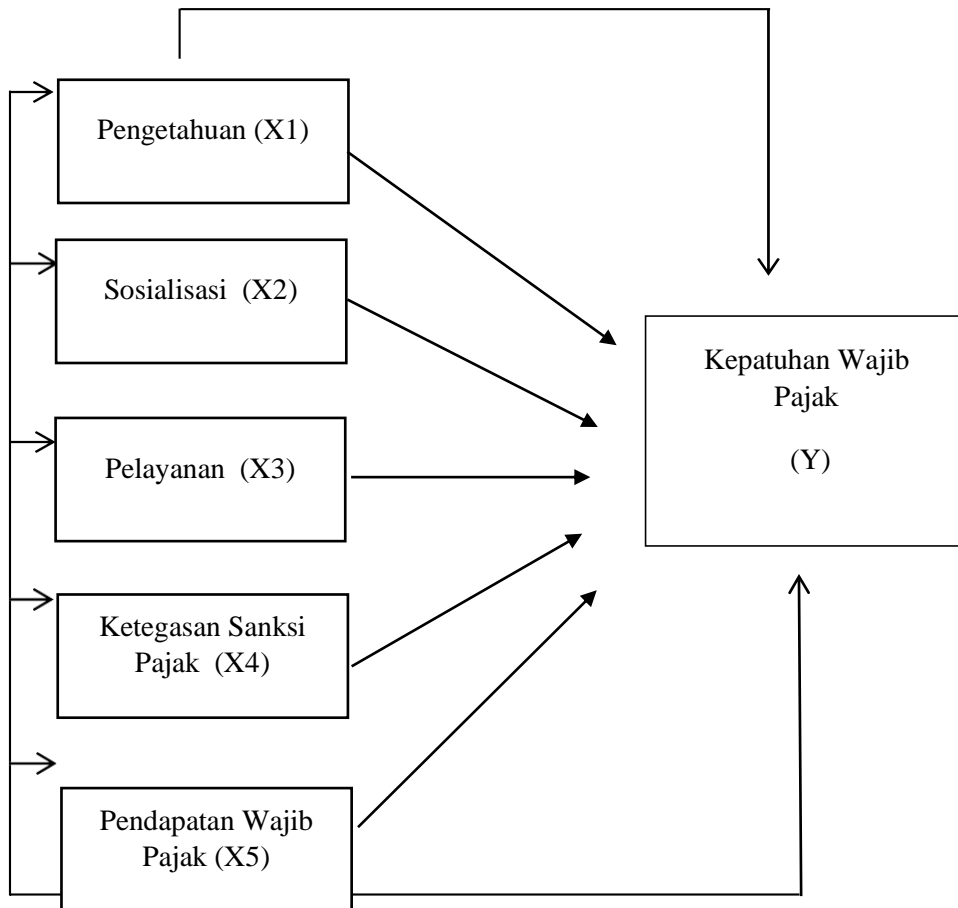 Pengetahuan (X1)
Sosialisasi (X2)
Pelayanan (X3)
Ketegasan Sanksi
Pajak (X4)
Pendapatan Wajib
Pajak (X5)
Kepatuhan Wajib
Pajak
(Y)